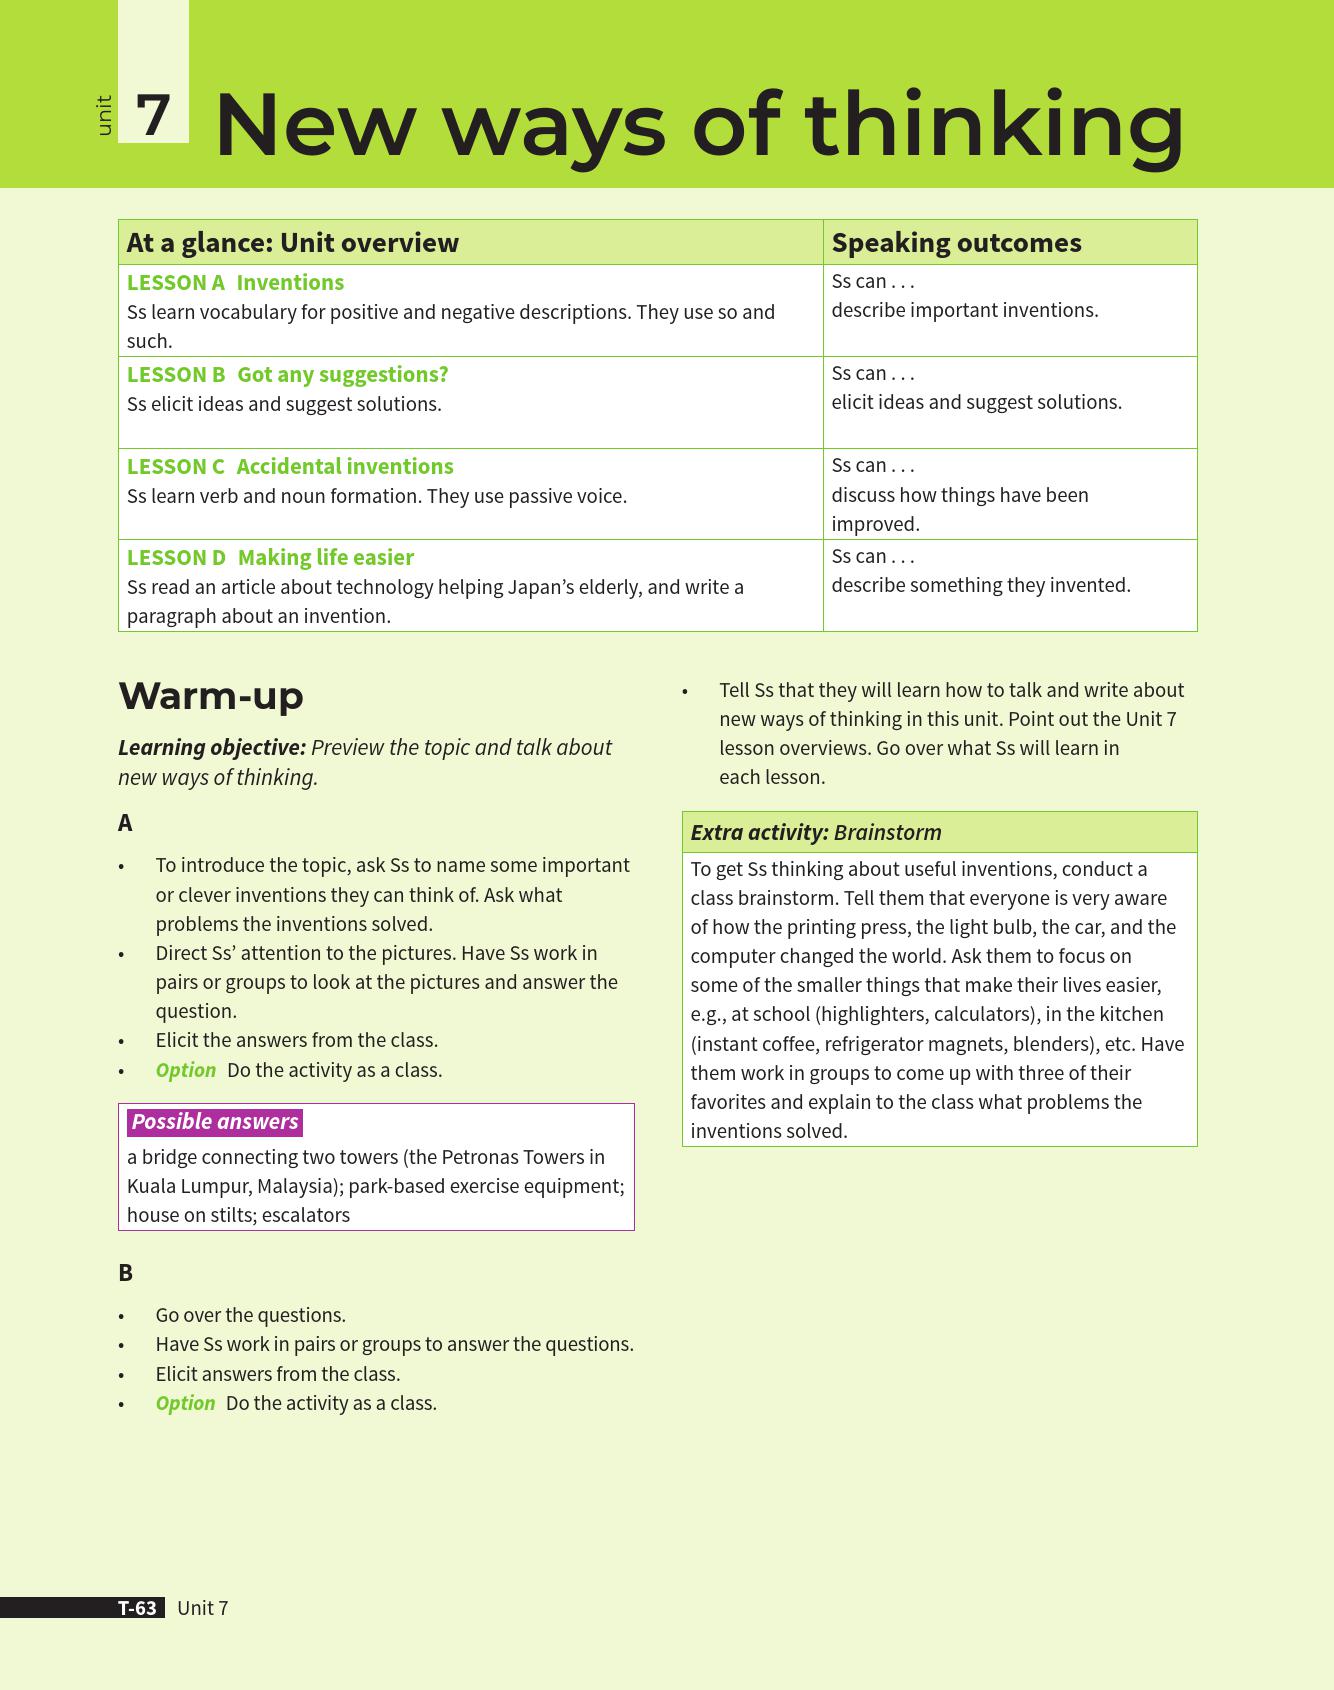 unit
7
New ways of thinking
At a glance: Unit overview
Speaking outcomes
LESSON A Inventions
Ss learn vocabulary for positive and negative descriptions. They use so and
such.
Ss can . . .
describe important inventions.
LESSON B Got any suggestions?
Ss elicit ideas and suggest solutions.
Ss can . . .
elicit ideas and suggest solutions.
LESSON C Accidental inventions
Ss learn verb and noun formation. They use passive voice.
Ss can . . .
discuss how things have been
improved.
LESSON D Making life easier
Ss read an article about technology helping Japan’s elderly, and write a
paragraph about an invention.
Ss can . . .
describe something they invented.
Warm-up
Learning objective: Preview the topic and talk about
new ways of thinking.
A
• To introduce the topic, ask Ss to name some important
or clever inventions they can think of. Ask what
problems the inventions solved.
• Direct Ss’ attention to the pictures. Have Ss work in
pairs or groups to look at the pictures and answer the
question.
• Elicit the answers from the class.
• Option Do the activity as a class.
Possible answers
a bridge connecting two towers (the Petronas Towers in
Kuala Lumpur, Malaysia); park-based exercise equipment;
house on stilts; escalators
B
• Go over the questions.
• Have Ss work in pairs or groups to answer the questions.
• Elicit answers from the class.
• Option Do the activity as a class.
• Tell Ss that they will learn how to talk and write about
new ways of thinking in this unit. Point out the Unit 7
lesson overviews. Go over what Ss will learn in
each lesson.
Extra activity: Brainstorm
To get Ss thinking about useful inventions, conduct a
class brainstorm. Tell them that everyone is very aware
of how the printing press, the light bulb, the car, and the
computer changed the world. Ask them to focus on
some of the smaller things that make their lives easier,
e.g., at school (highlighters, calculators), in the kitchen
(instant coffee, refrigerator magnets, blenders), etc. Have
them work in groups to come up with three of their
favorites and explain to the class what problems the
inventions solved.
T-63 Unit 7